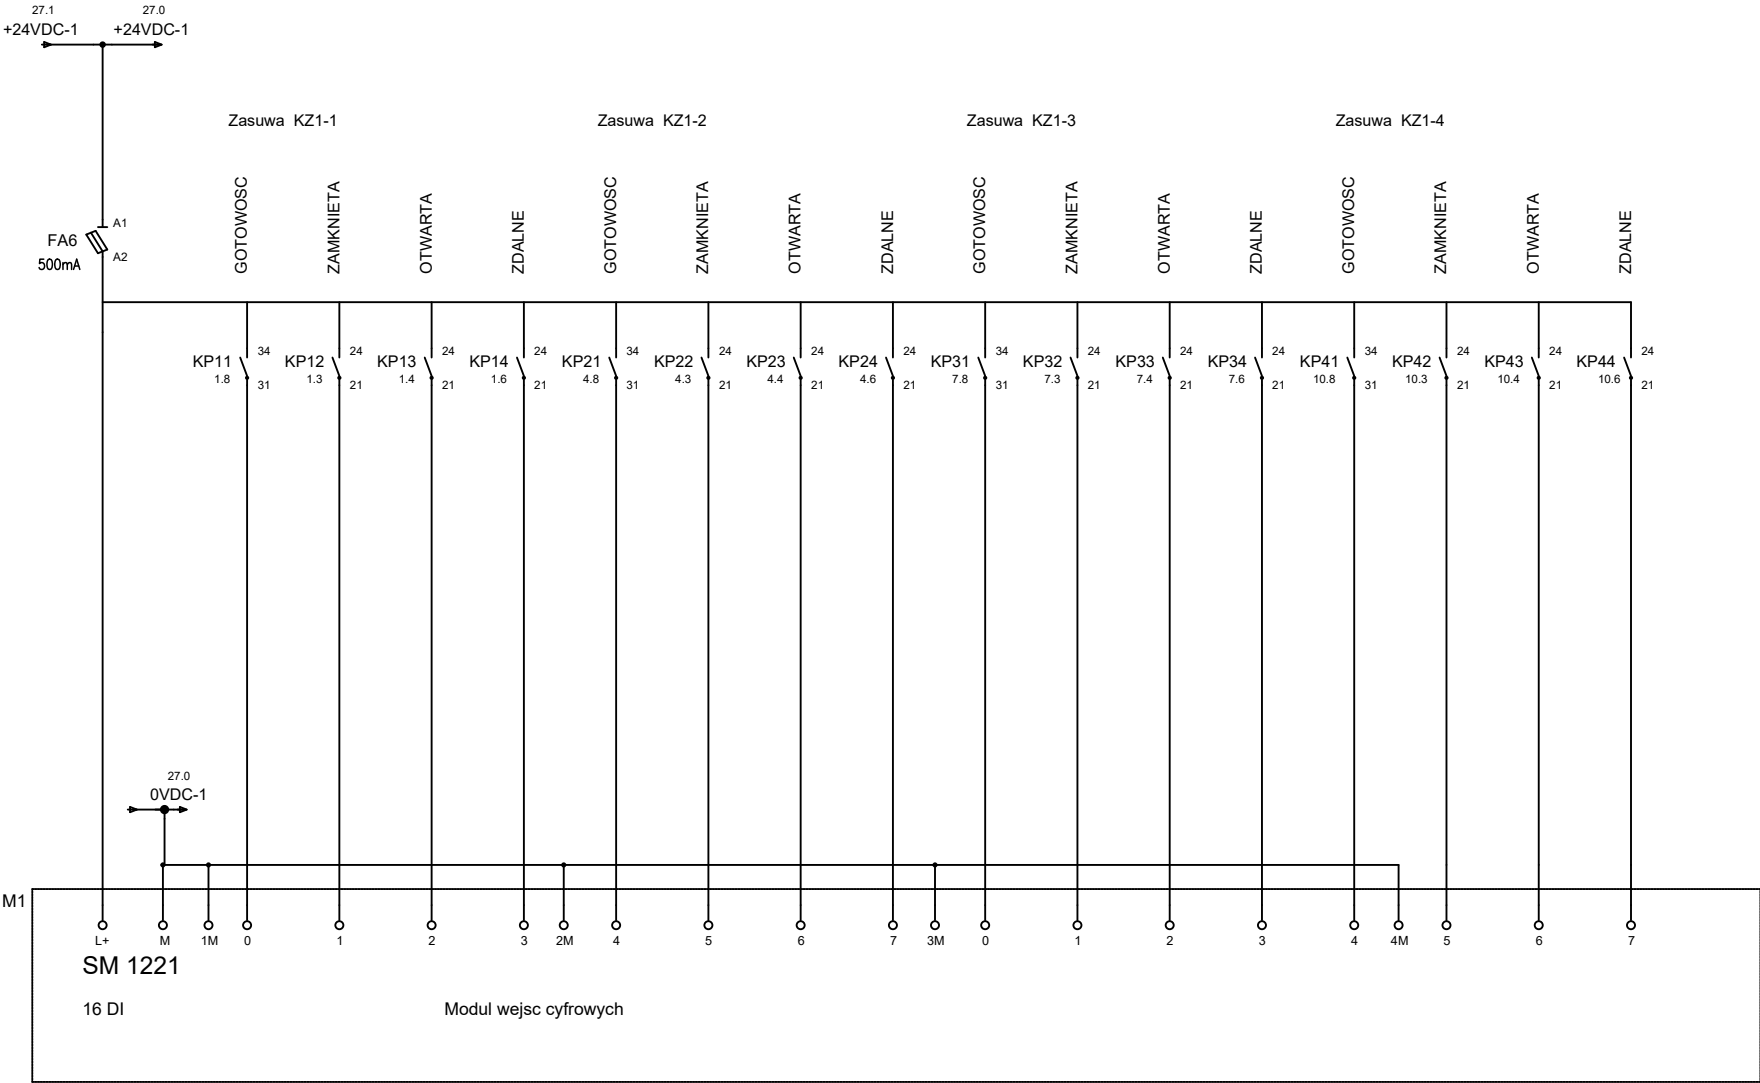 27.1 27.0
+24VDC-1 +24VDC-1
Zasuwa KZ1-1 Zasuwa KZ1-2 Zasuwa KZ1-3 Zasuwa KZ1-4
GOTOWOSC ZAMKNIETA OTWARTA ZDALNE GOTOWOSC ZAMKNIETA OTWARTA ZDALNE GOTOWOSC ZAMKNIETA OTWARTA ZDALNE GOTOWOSC ZAMKNIETA OTWARTA ZDALNE
A1
FA6
A2
500mA
34 24 24 24 34 24 24 24 34 24 24 24 34 24 24 24
KP11 KP12 KP13 KP14 KP21 KP22 KP23 KP24 KP31 KP32 KP33 KP34 KP41 KP42 KP43 KP44
1.8 1.3 1.4 1.6 4.8 4.3 4.4 4.6 7.8 7.3 7.4 7.6 10.8 10.3 10.4 10.6
31 21 21 21 31 21 21 21 31 21 21 21 31 21 21 21
27.0
0VDC-1
M1
L+ M 1M 0 1 2 3 2M 4 5 6 7 3M 0 1 2 3 4 4M 5 6 7
SM 1221
16 DI Modul wejsc cyfrowych